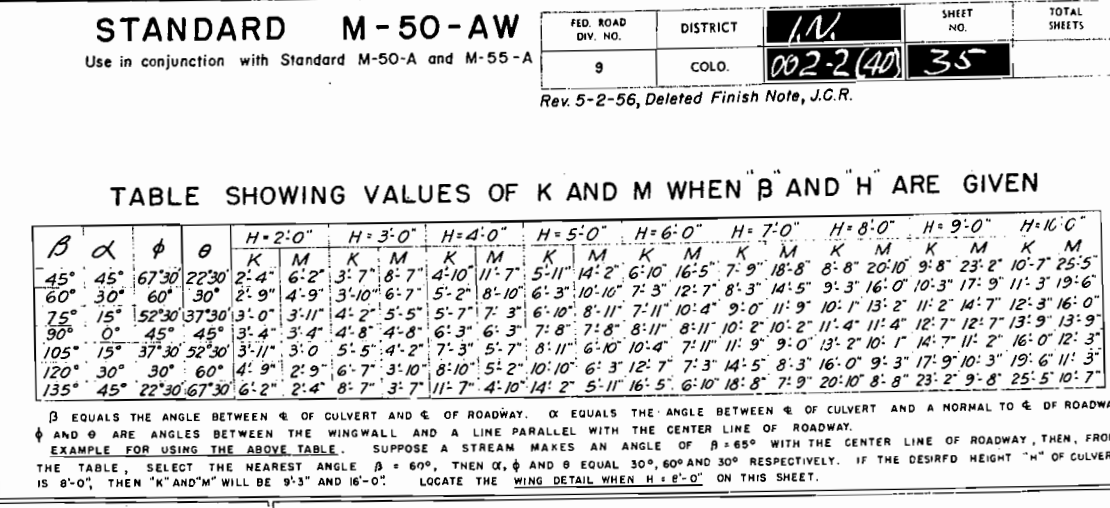 STANDARD M-50-AW
Use in conjunction with Standard M-50-A and M-55-A
FED. ROAD DIV. NO. DISTRICT I.N. SHEET NO. TOTAL SHEETS
9 COLO. 002-2(40) 35
Rev. 5-2-56, Deleted Finish Note, J.C.R.
TABLE SHOWING VALUES OF K AND M WHEN "β" AND "H" ARE GIVEN
β α ϕ θ H=2'-0" H=3'-0" H=4'-0" H=5'-0" H=6'-0" H=7'-0" H=8'-0" H=9'-0" H=10'-0"
K M K M K M K M K M K M K M K M K M
45° 45° 67°30' 22°30' 2'-4" 6'-2" 3'-7" 8'-7" 4'-10" 11'-7" 5'-11" 14'-2" 6'-10" 16'-5" 7'-9" 18'-8" 8'-8" 20'-10" 9'-8" 23'-2" 10'-7" 25'-5"
60° 30° 60° 30° 2'-9" 4'-9" 3'-10" 6'-7" 5'-2" 8'-10" 6'-3" 10'-10" 7'-3" 12'-7" 8'-3" 14'-5" 9'-3" 16'-0" 10'-3" 17'-9" 11'-3" 19'-6"
75° 15° 52°30' 37°30' 3'-0" 3'-11" 4'-2" 5'-5" 5'-7" 7'-3" 6'-10" 8'-11" 7'-11" 10'-4" 9'-0" 11'-9" 10'-1" 13'-2" 11'-2" 14'-7" 12'-3" 16'-0"
90° 0° 45° 45° 3'-4" 3'-4" 4'-8" 4'-8" 6'-3" 6'-3" 7'-8" 7'-8" 8'-11" 8'-11" 10'-2" 10'-2" 11'-4" 11'-4" 12'-7" 12'-7" 13'-9" 13'-9"
105° 15° 37°30' 52°30' 3'-11" 3'-0 5'-5" 4'-2" 7'-3" 5'-7" 8'-11" 6'-10" 10'-4" 7'-11" 11'-9" 9'-0" 13'-2" 10'-1" 14'-7" 11'-2" 16'-0" 12'-3"
120° 30° 30° 60° 4'-9" 2'-9" 6'-7" 3'-10" 8'-10" 5'-2" 10'-10" 6'-3" 12'-7" 7'-3" 14'-5" 8'-3" 16'-0" 9'-3" 17'-9" 10'-3" 19'-6" 11'-3"
135° 45° 22°30' 67°30' 6'-2" 2'-4" 8'-7" 3'-7" 11'-7" 4'-10" 14'-2" 5'-11" 16'-5" 6'-10" 18'-8" 7'-9" 20'-10" 8'-8" 23'-2" 9'-8" 25'-5" 10'-7"
β EQUALS THE ANGLE BETWEEN ℄ OF CULVERT AND ℄ OF ROADWAY. α EQUALS THE ANGLE BETWEEN ℄ OF CULVERT AND A NORMAL TO ℄ OF ROADWA
ϕ AND θ ARE ANGLES BETWEEN THE WINGWALL AND A LINE PARALLEL WITH THE CENTER LINE OF ROADWAY.
EXAMPLE FOR USING THE ABOVE TABLE. SUPPOSE A STREAM MAKES AN ANGLE OF β=65° WITH THE CENTER LINE OF ROADWAY, THEN, FROM
THE TABLE, SELECT THE NEAREST ANGLE β = 60°, THEN α, ϕ AND θ EQUAL 30°, 60° AND 30° RESPECTIVELY. IF THE DESIRED HEIGHT "H" OF CULVER
IS 8'-0", THEN "K" AND "M" WILL BE 9'-3" AND 16'-0". LOCATE THE WING DETAIL WHEN H = 8'-0" ON THIS SHEET.